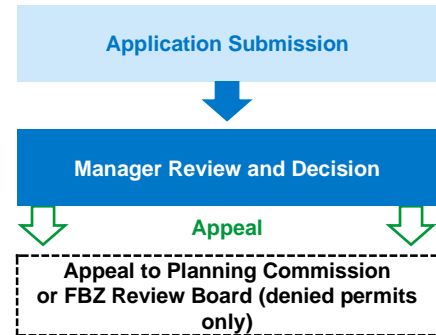 Application Submission
Manager Review and Decision
Appeal
Appeal to Planning Commission
or FBZ Review Board (denied permits
only)